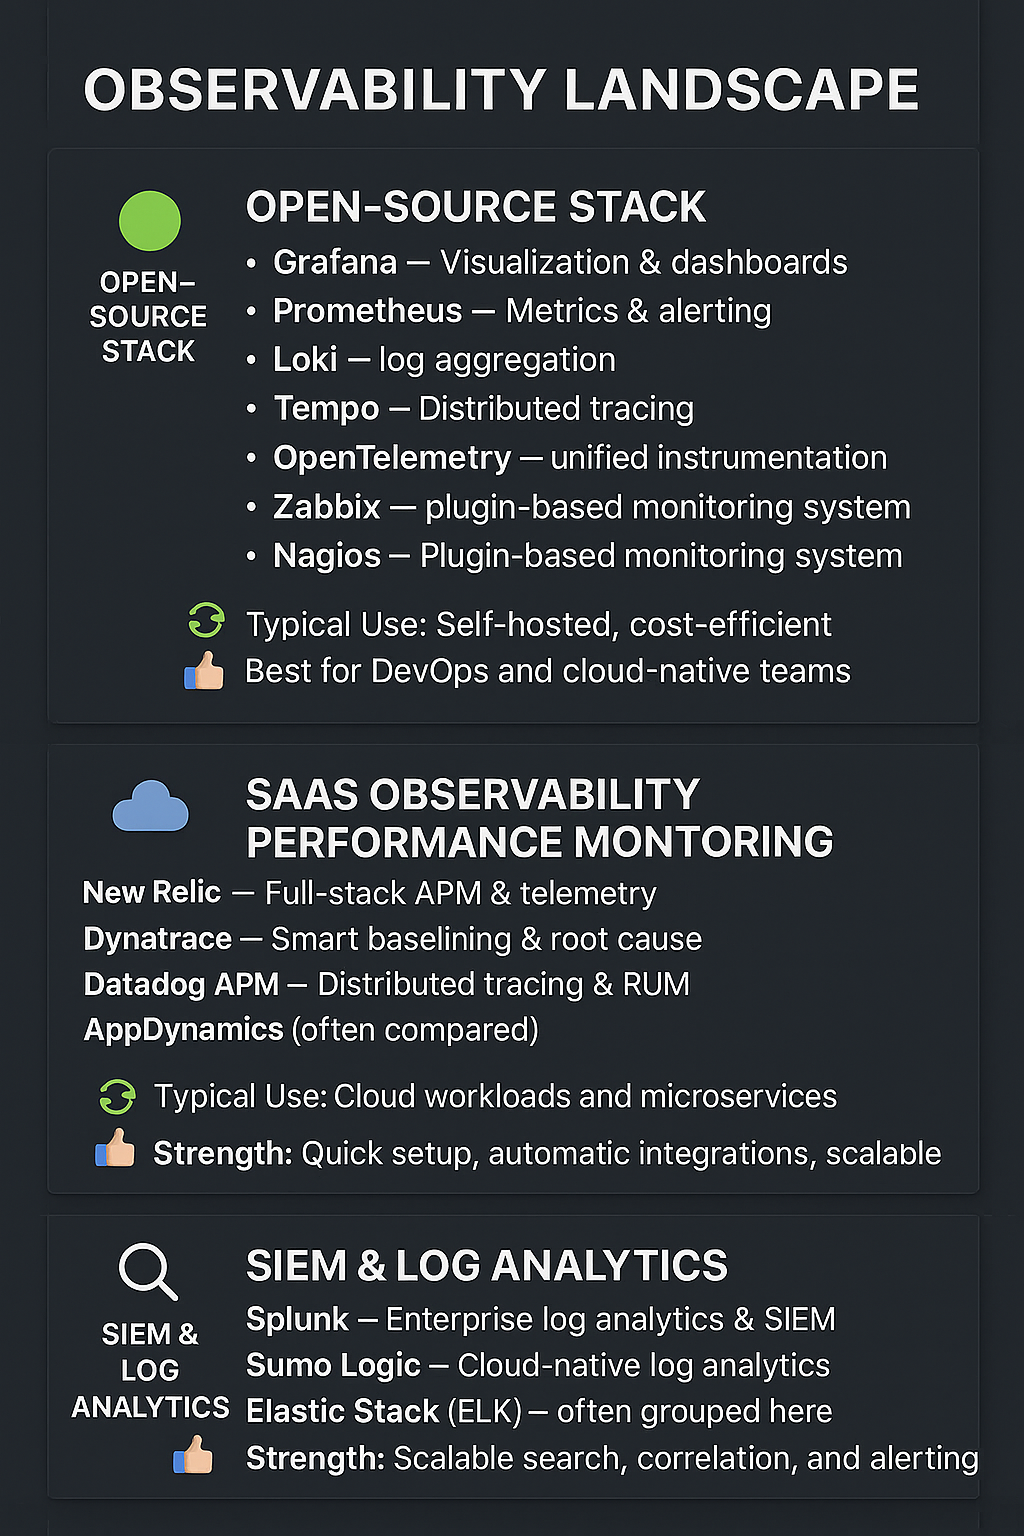 OBSERVABILITY LANDSCAPE
OPEN–
SOURCE
STACK
OPEN-SOURCE STACK
• Grafana — Visualization & dashboards
• Prometheus — Metrics & alerting
• Loki — log aggregation
• Tempo — Distributed tracing
• OpenTelemetry — unified instrumentation
• Zabbix — plugin-based monitoring system
• Nagios — Plugin-based monitoring system
Typical Use: Self-hosted, cost-efficient
Best for DevOps and cloud-native teams
SAAS OBSERVABILITY
PERFORMANCE MONTORING
New Relic — Full-stack APM & telemetry
Dynatrace — Smart baselining & root cause
Datadog APM — Distributed tracing & RUM
AppDynamics (often compared)
Typical Use: Cloud workloads and microservices
Strength: Quick setup, automatic integrations, scalable
SIEM &
LOG
ANALYTICS
SIEM & LOG ANALYTICS
Splunk — Enterprise log analytics & SIEM
Sumo Logic — Cloud-native log analytics
Elastic Stack (ELK) — often grouped here
Strength: Scalable search, correlation, and alerting